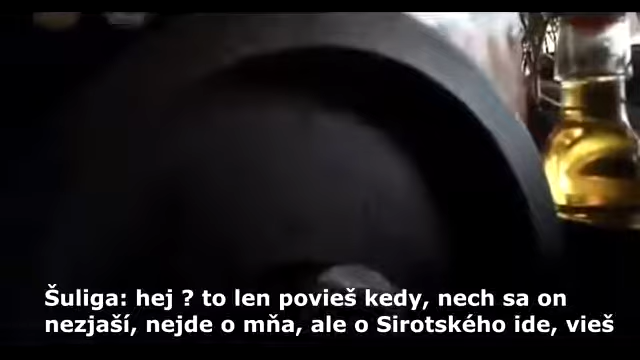 Šuliga: hej ? to len povieš kedy, nech sa on
nezjaší, nejde o mňa, ale o Sirotského ide, vieš